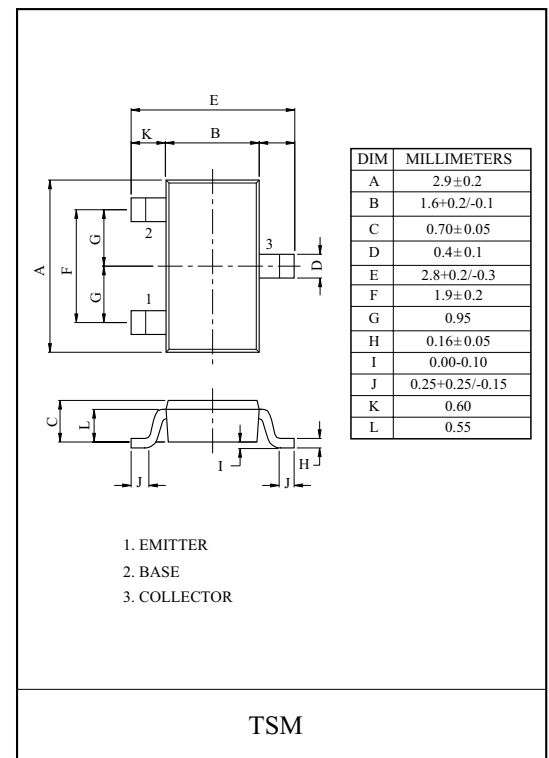 E
K B
DIM MILLIMETERS
A 2.9±0.2
B 1.6+0.2/-0.1
C 0.70±0.05
D 0.4±0.1
E 2.8+0.2/-0.3
F 1.9±0.2
G 0.95
H 0.16±0.05
I 0.00-0.10
J 0.25+0.25/-0.15
K 0.60
L 0.55
2 3
A F G G D
1
C L
I H
J J
1. EMITTER
2. BASE
3. COLLECTOR
TSM